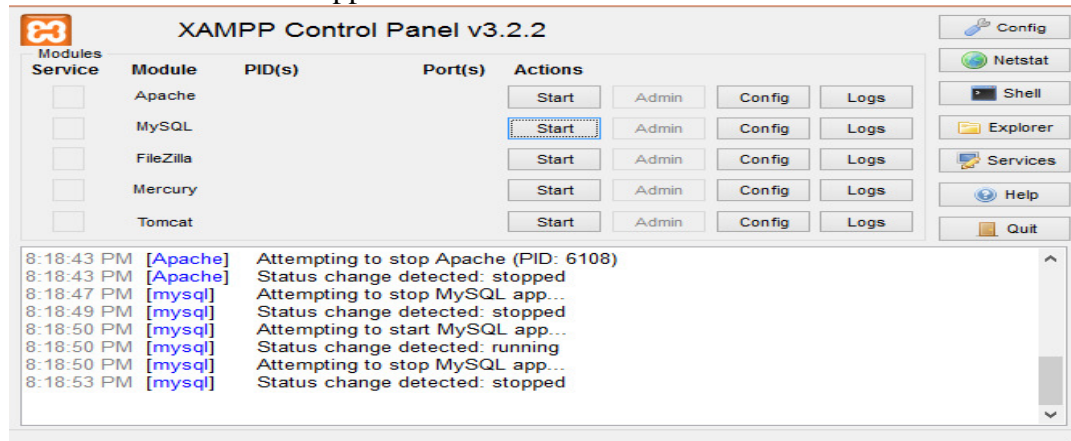 XAMPP Control Panel v3.2.2
Config
Modules
Service Module PID(s) Port(s) Actions
Netstat
Apache Start Admin Config Logs
Shell
MySQL Start Admin Config Logs
Explorer
FileZilla Start Admin Config Logs
Services
Mercury Start Admin Config Logs
Help
Tomcat Start Admin Config Logs
Quit
8:18:43 PM [Apache] Attempting to stop Apache (PID: 6108)
8:18:43 PM [Apache] Status change detected: stopped
8:18:47 PM [mysql] Attempting to stop MySQL app...
8:18:49 PM [mysql] Status change detected: stopped
8:18:50 PM [mysql] Attempting to start MySQL app...
8:18:50 PM [mysql] Status change detected: running
8:18:50 PM [mysql] Attempting to stop MySQL app...
8:18:53 PM [mysql] Status change detected: stopped